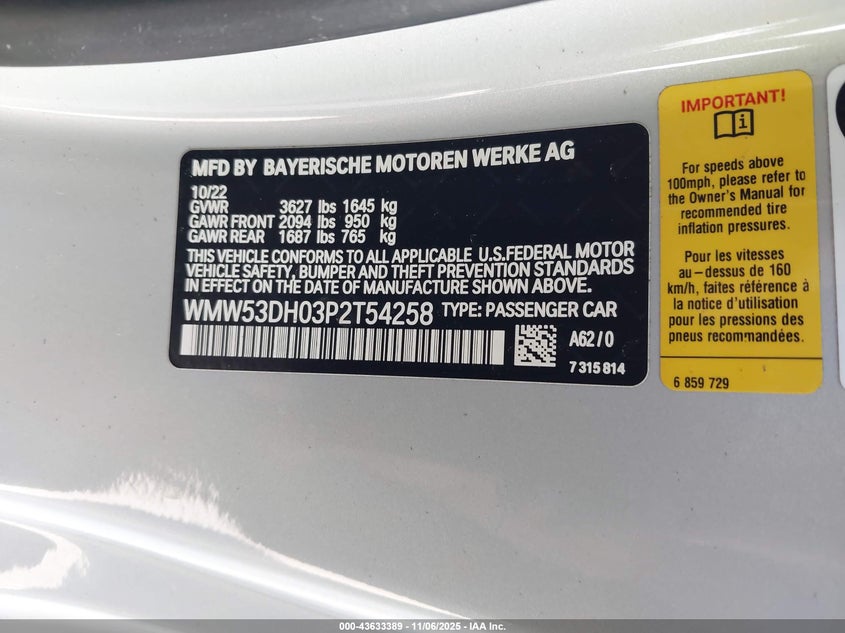 MFD BY BAYERISCHE MOTOREN WERKE AG
10/22
GVWR 3627 lbs 1645 kg
GAWR FRONT 2094 lbs 950 kg
GAWR REAR 1687 lbs 765 kg
THIS VEHICLE CONFORMS TO ALL APPLICABLE U.S.FEDERAL MOTOR
VEHICLE SAFETY, BUMPER AND THEFT PREVENTION STANDARDS
IN EFFECT ON THE DATE OF MANUFACTURE SHOWN ABOVE.
WMW53DH03P2T54258 TYPE: PASSENGER CAR
A62/0
7 315 814
IMPORTANT!
For speeds above
100mph, please refer to
the Owner's Manual for
recommended tire
inflation pressures.
Pour les vitesses
au-dessus de 160
km/h, faites référence à
la notice d'utilisation
pour les pressions des
pneus recommandées.
6 859 729
000-43633389 - 11/06/2025 - IAA Inc.